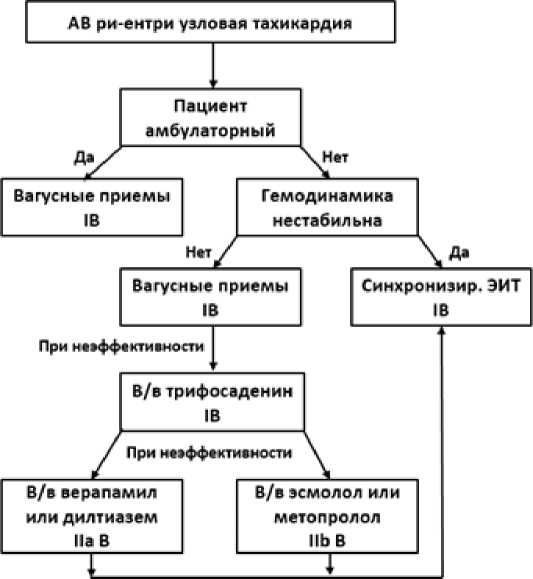 АВ ри-ентри узловая тахикардия
Пациент
амбулаторный
Да
Нет
Вагусные приемы
IB
Гемодинамика
нестабильна
Нет
Да
Вагусные приемы
IB
Синхронизир. ЭИТ
IB
При неэффективности
В/в трифосаденин
IB
При неэффективности
В/в верапамил
или дилтиазем
IIa B
В/в эсмолол или
метопролол
IIb B